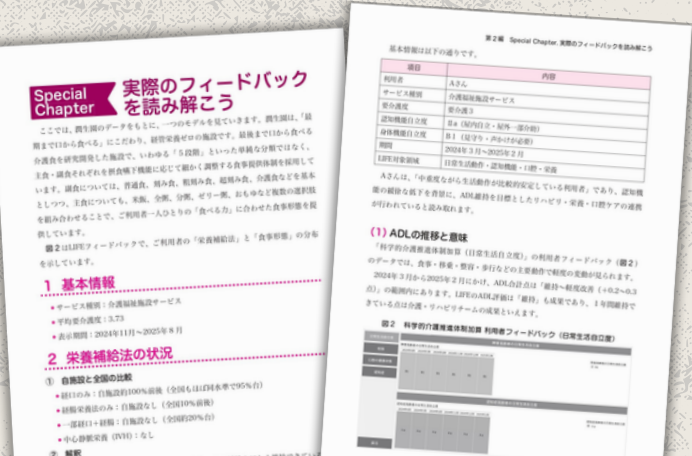 Special
Chapter
実際のフィードバック
を読み解こう
ここでは、潤生園のデータをもとに、一つのモデルを見ていきます。潤生園は、「最
期まで口から食べる」にこだわり、経管栄養ゼロの施設です。最後まで口から食べる
介護食を研究開発した施設で、いわゆる「５段階」といった単純な分類ではなく、
主食・副食それぞれを摂食嚥下機能に応じて細かく調整する食事提供体制を採用して
います。副食については、普通食、刻み食、粗刻み食、超刻み食、介護食などを基本
としつつ、主食についても、米飯、全粥、分粥、ゼリー粥、おもゆなど複数の選択肢
を組み合わせることで、ご利用者一人ひとりの「食べる力」に合わせた食事形態を提
供しています。
図２はLIFEフィードバックで、ご利用者の「栄養補給法」と「食事形態」の分布
を示しています。
1 基本情報
・サービス種別：介護福祉施設サービス
・平均要介護度：3.73
・表示期間：2024年11月～2025年８月
2 栄養補給法の状況
① 自施設と全国の比較
・経口のみ：自施設約100％前後（全国もほぼ同水準で95％台）
・経腸栄養法のみ：自施設なし（全国10％前後）
・一部経口＋経腸：自施設なし（全国約20％台）
・中心静脈栄養（IVH）：なし
② 解釈
第２編 Special Chapter. 実際のフィードバックを読み解こう
基本情報は以下の通りです。
項目 内容
利用者 Aさん
サービス種別 介護福祉施設サービス
要介護度 要介護３
認知機能自立度 Ⅱa（屋内自立・屋外一部介助）
身体機能自立度 B1（見守り・声かけが必要）
期間 2024年３月～2025年２月
LIFE対象領域 日常生活動作・認知機能・口腔・栄養
Aさんは、「中重度ながら生活動作が比較的安定している利用者」であり、認知機
能の緩徐な低下を背景に、ADL維持を目標としたリハビリ・栄養・口腔ケアの連携
が行われていると読み取れます。
（1）ADLの推移と意味
「科学的介護推進体制加算（日常生活自立度）」の利用者フィードバック（図２）
のデータでは、食事・移乗・整容・歩行などの主要動作で軽度の変動が見られます。
2024年３月から2025年２月にかけ、ADL合計点は「維持～軽度改善（＋0.2～0.3
点）」の範囲内にあります。LIFEのADL評価は「維持」も成果であり、１年間維持で
きている点は介護・リハビリチームの成果といえます。
図２ 科学的介護推進体制加算 利用者フィードバック（日常生活自立度）